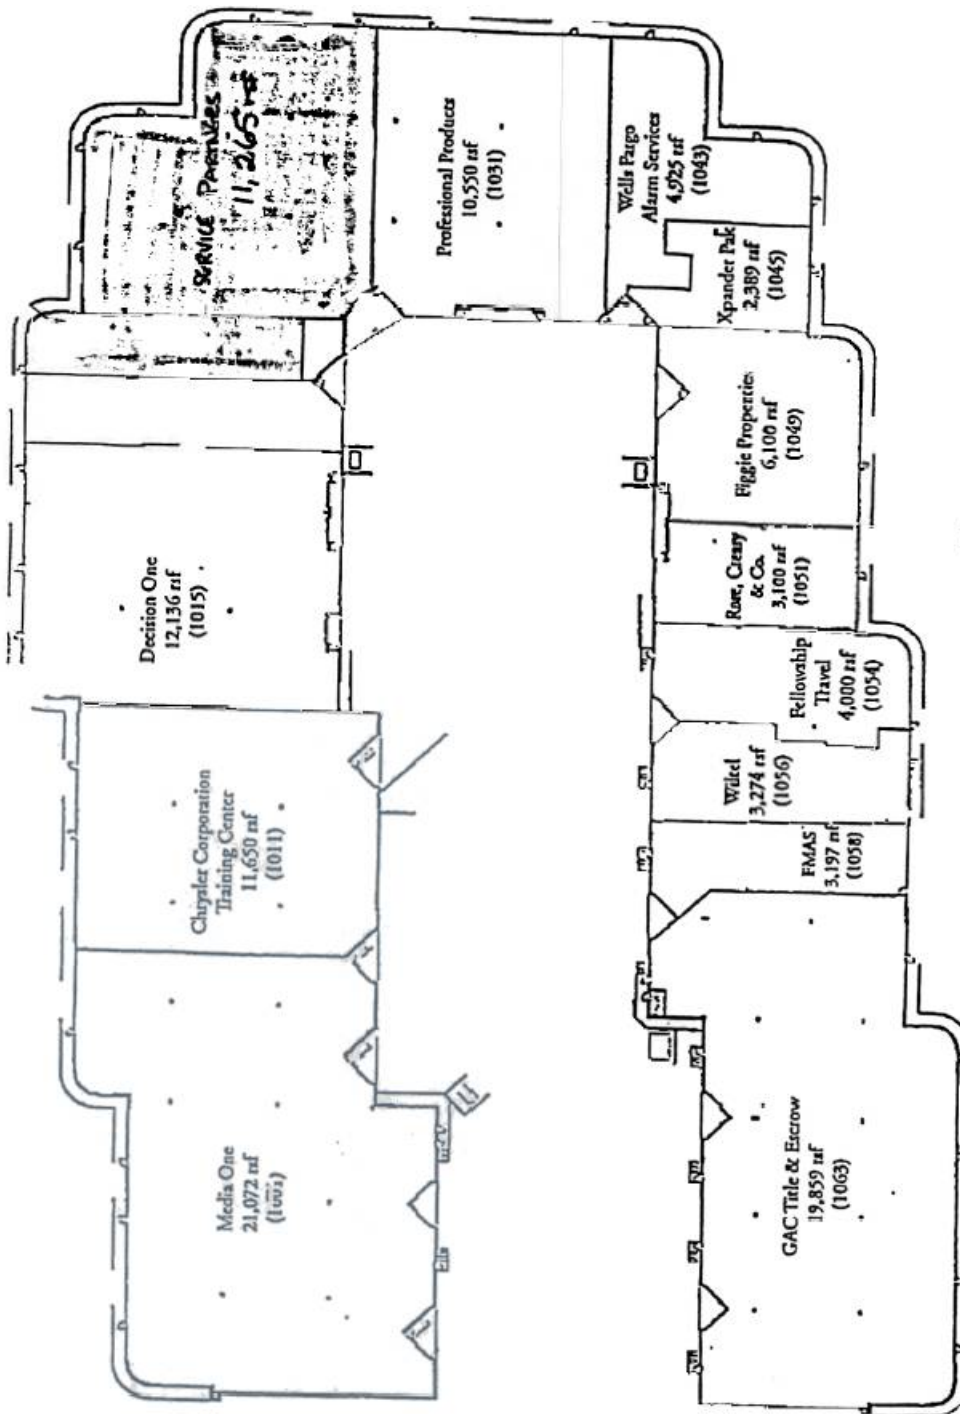 SERVICE PARTNERS
11,265 rsf
Professional Products
10,550 rsf
(1031)
Wells Fargo
Alarm Services
4,925 rsf
(1043)
Xpander Pak
2,389 rsf
(1045)
Figgie Properties
6,100 rsf
(1049)
Rose, Creasy
& Co.
3,100 rsf
(1051)
Fellowship
Travel
4,000 rsf
(1054)
Wiltel
3,274 rsf
(1056)
FMAS
3,197 rsf
(1058)
GAC Title & Escrow
19,859 rsf
(1063)
Decision One
12,136 rsf
(1015)
Chrysler Corporation
Training Center
11,650 rsf
(1011)
Media One
21,072 rsf